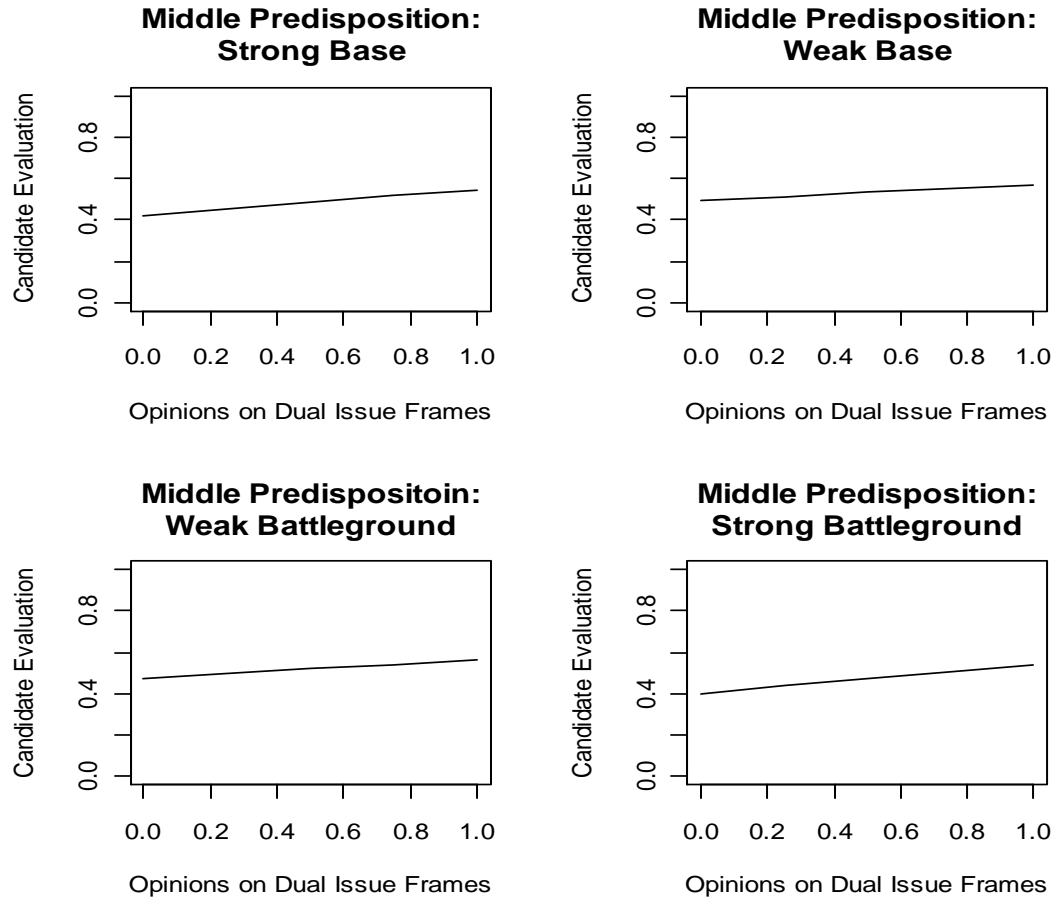 Middle Predisposition:
Strong Base
Candidate Evaluation
0.0 0.4 0.8
0.0 0.2 0.4 0.6 0.8 1.0
Opinions on Dual Issue Frames
Middle Predisposition:
Weak Base
Candidate Evaluation
0.0 0.4 0.8
0.0 0.2 0.4 0.6 0.8 1.0
Opinions on Dual Issue Frames
Middle Predispositoin:
Weak Battleground
Candidate Evaluation
0.0 0.4 0.8
0.0 0.2 0.4 0.6 0.8 1.0
Opinions on Dual Issue Frames
Middle Predisposition:
Strong Battleground
Candidate Evaluation
0.0 0.4 0.8
0.0 0.2 0.4 0.6 0.8 1.0
Opinions on Dual Issue Frames